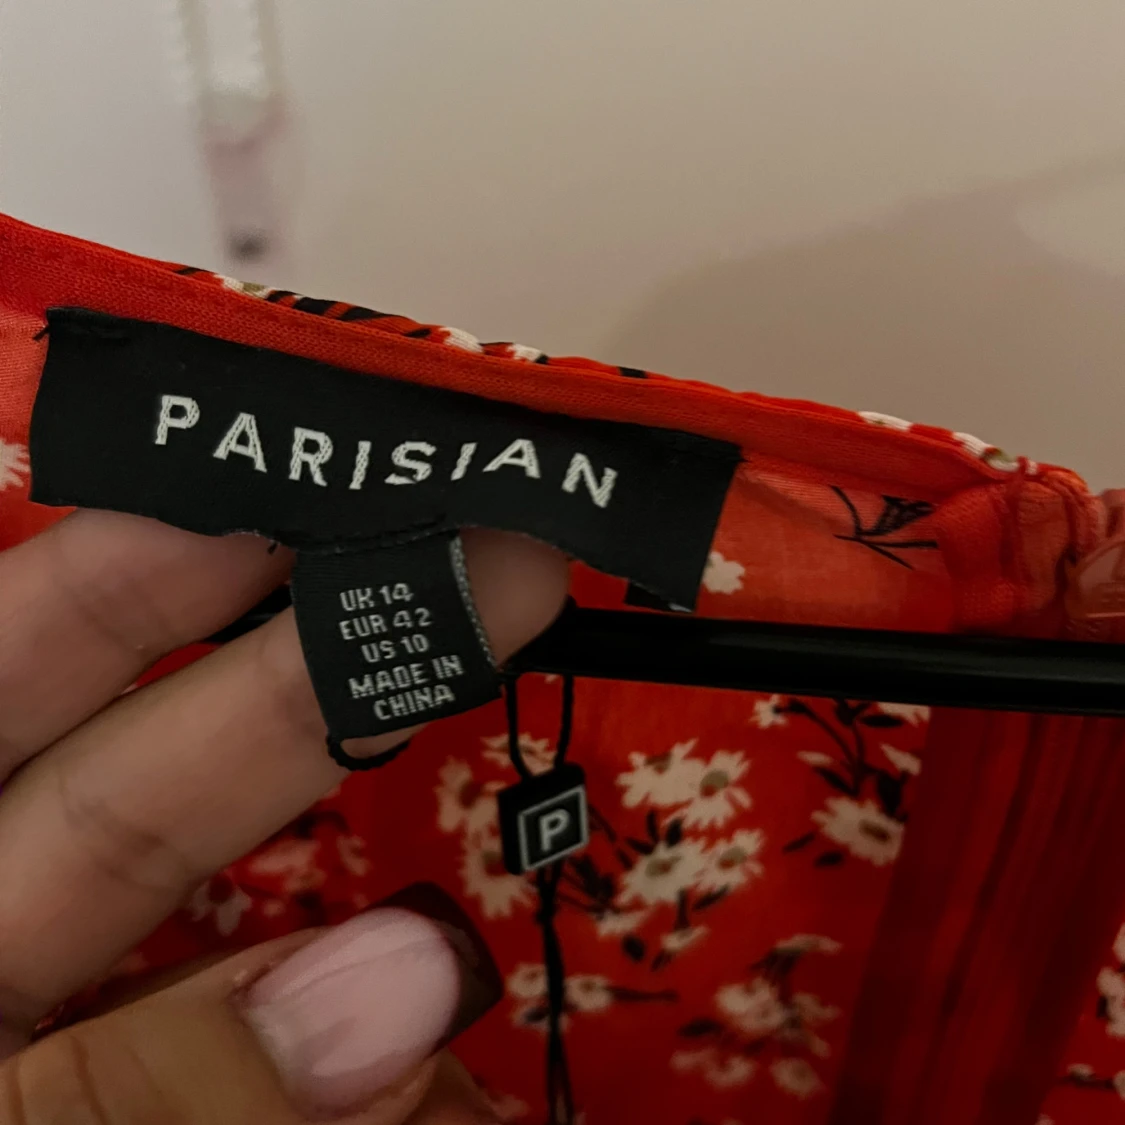 PARISIAN
UK 14
EUR 42
US 10
MADE IN
CHINA
P